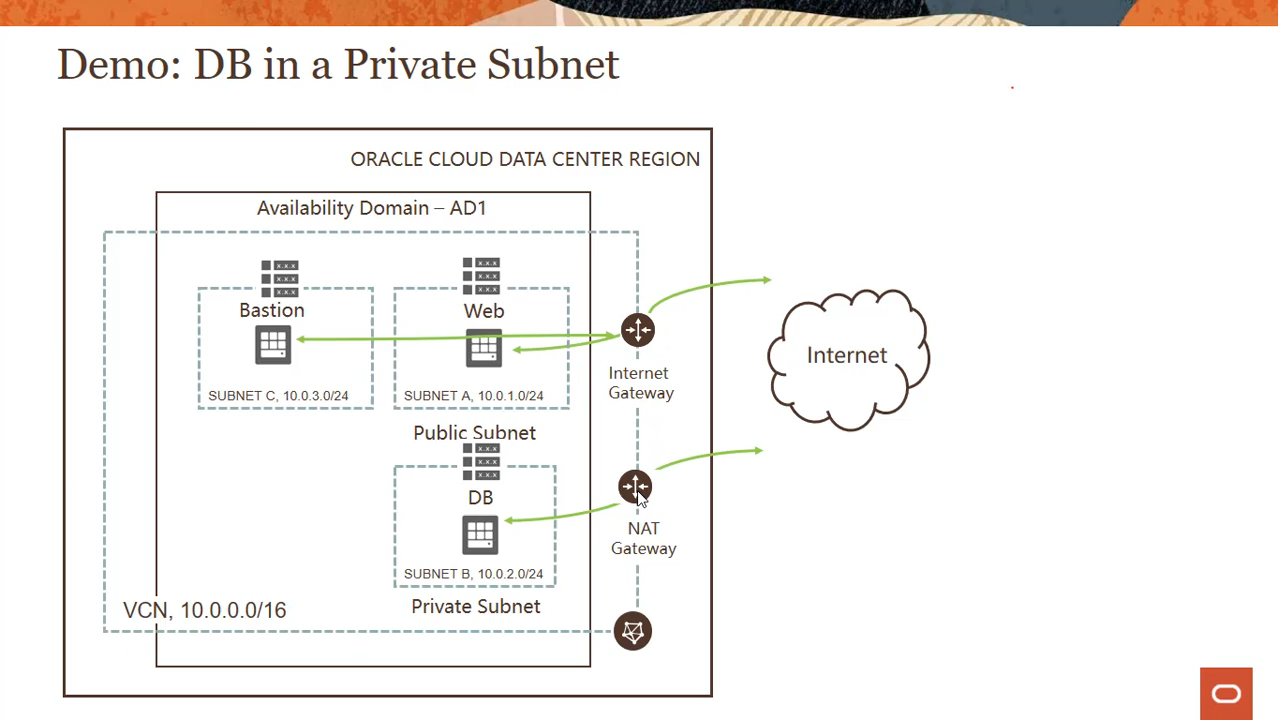 Demo: DB in a Private Subnet
ORACLE CLOUD DATA CENTER REGION
Availability Domain – AD1
x.x.x
x.x.x
x.x.x
Bastion
SUBNET C, 10.0.3.0/24
x.x.x
x.x.x
x.x.x
Web
SUBNET A, 10.0.1.0/24
Internet
Gateway
Internet
Public Subnet
x.x.x
x.x.x
x.x.x
DB
SUBNET B, 10.0.2.0/24
NAT
Gateway
Private Subnet
VCN, 10.0.0.0/16